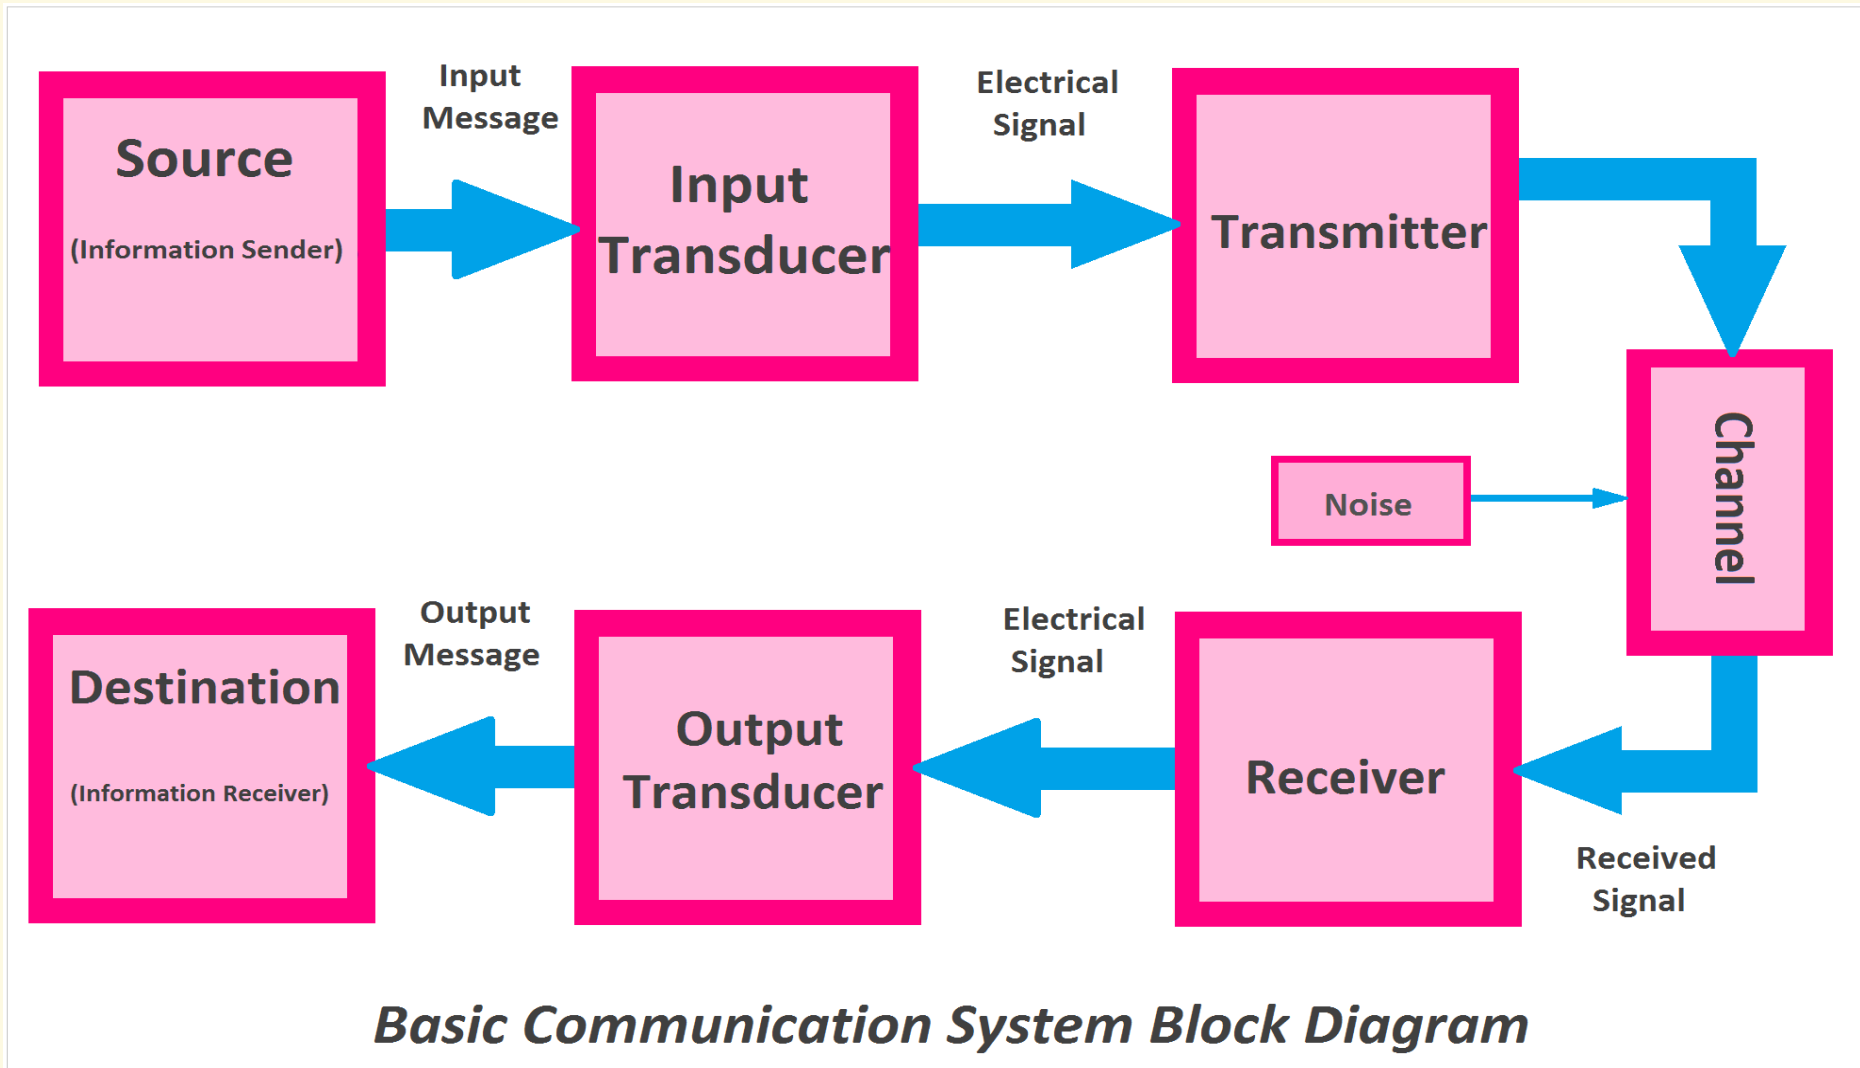 Source
(Information Sender)
Input
Message
Input
Transducer
Electrical
Signal
Transmitter
Channel
Noise
Received
Signal
Receiver
Electrical
Signal
Output
Transducer
Output
Message
Destination
(Information Receiver)
Basic Communication System Block Diagram